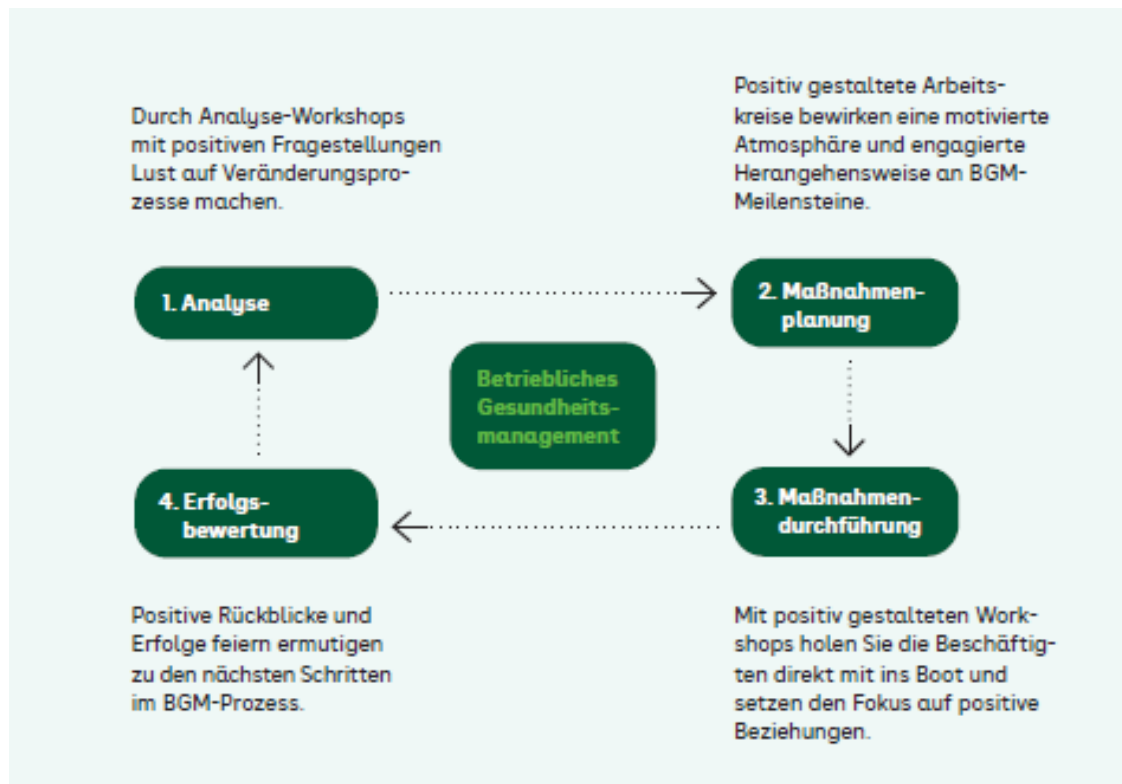 Durch Analyse-Workshops
mit positiven Fragestellungen
Lust auf Veränderungspro-
zesse machen.
Positiv gestaltete Arbeits-
kreise bewirken eine motivierte
Atmosphäre und engagierte
Herangehensweise an BGM-
Meilensteine.
1. Analyse
2. Maßnahmen-
planung
Betriebliches
Gesundheits-
management
4. Erfolgs-
bewertung
3. Maßnahmen-
durchführung
Positive Rückblicke und
Erfolge feiern ermutigen
zu den nächsten Schritten
im BGM-Prozess.
Mit positiv gestalteten Work-
shops holen Sie die Beschäftig-
ten direkt mit ins Boot und
setzen den Fokus auf positive
Beziehungen.